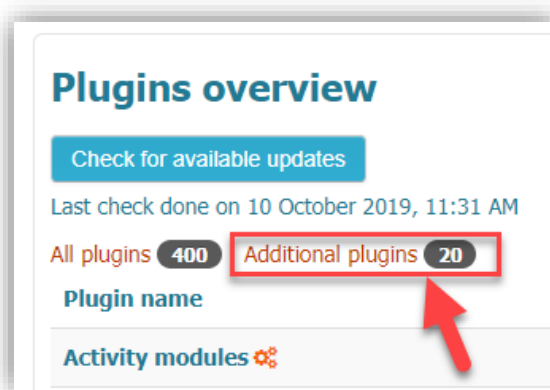 Plugins overview
Check for available updates
Last check done on 10 October 2019, 11:31 AM
All plugins 400 Additional plugins 20
Plugin name
Activity modules